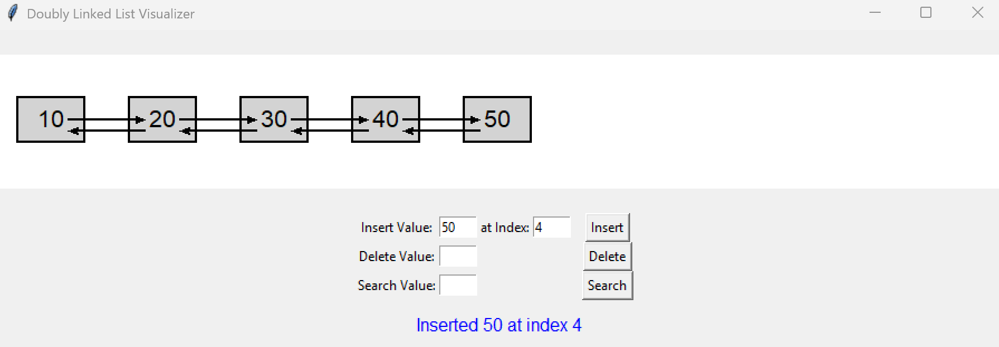 Doubly Linked List Visualizer
10 20 30 40 50
Insert Value: 50 at Index: 4 Insert
Delete Value: Delete
Search Value: Search
Inserted 50 at index 4